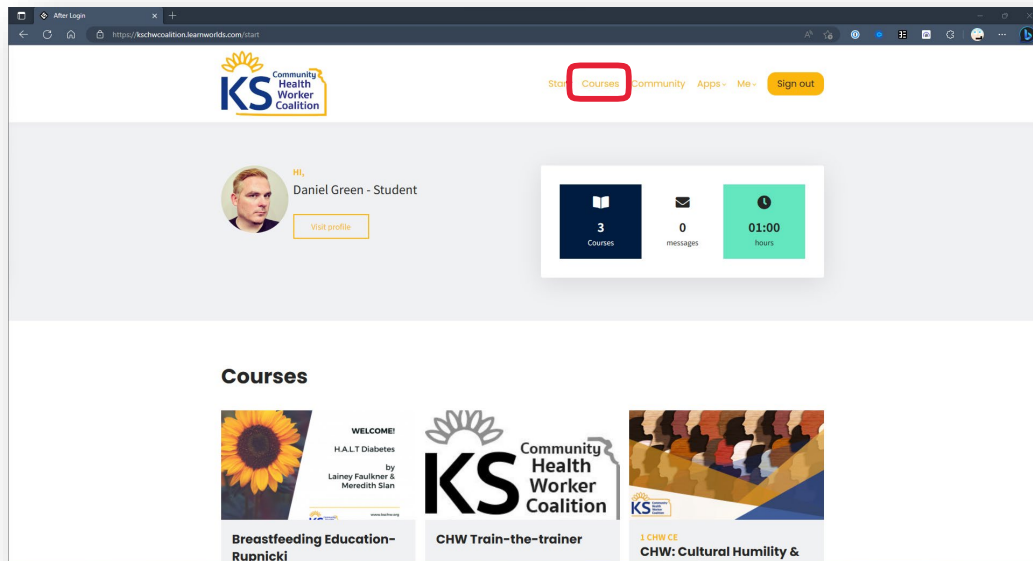 After Login
https://kschwcoalition.learnworlds.com/start
Community
KS Health
Worker
Coalition
Start Courses Community Apps Me Sign out
HI,
Daniel Green - Student
Visit profile
3
Courses
0
messages
01:00
hours
Courses
WELCOME!
H.A.L.T Diabetes
by
Lainey Faulkner &
Meredith Slan
KS
Breastfeeding Education-
Rupnicki
Community
KS Health
Worker
Coalition
CHW Train-the-trainer
KS
1 CHW CE
CHW: Cultural Humility &